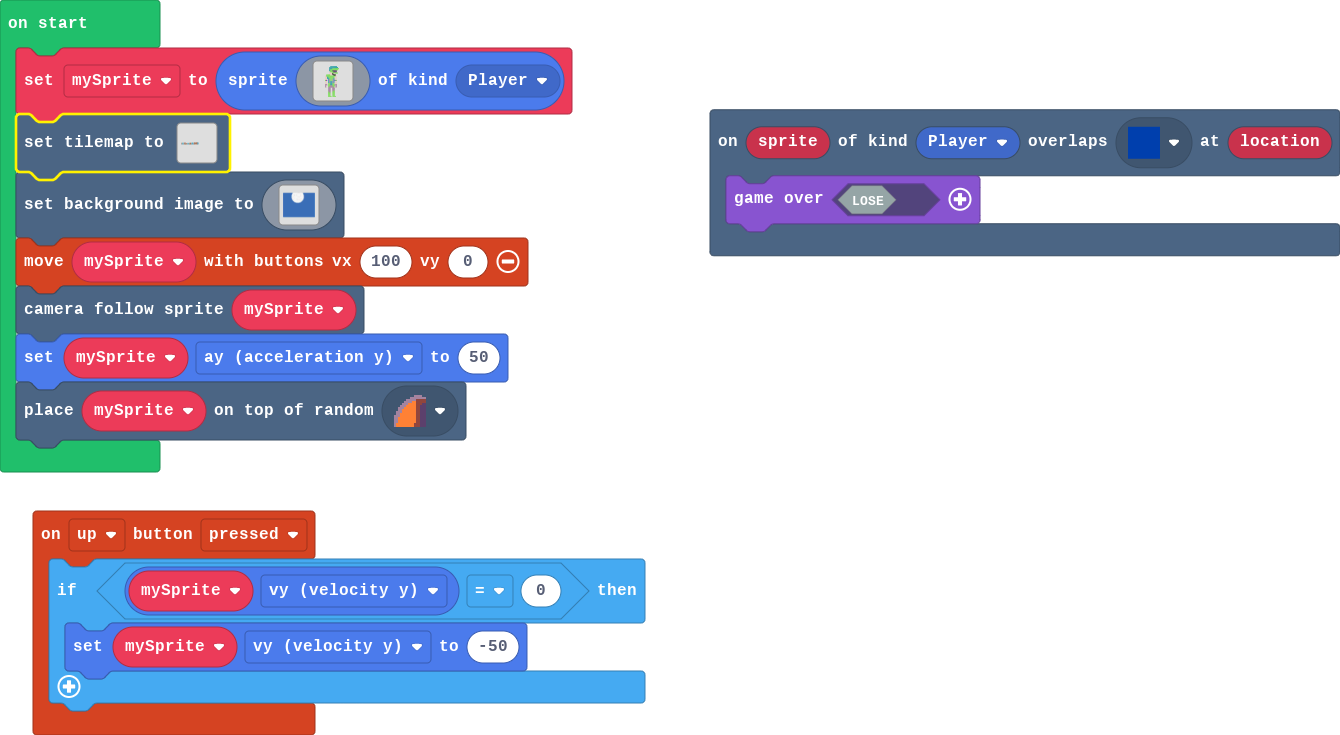 on start
set mySprite to sprite of kind Player
set tilemap to
set background image to
move mySprite with buttons vx 100 vy 0
camera follow sprite mySprite
set mySprite ay (acceleration y) to 50
place mySprite on top of random
on sprite of kind Player overlaps at location
game over LOSE
on up button pressed
if mySprite vy (velocity y) = 0 then
set mySprite vy (velocity y) to -50